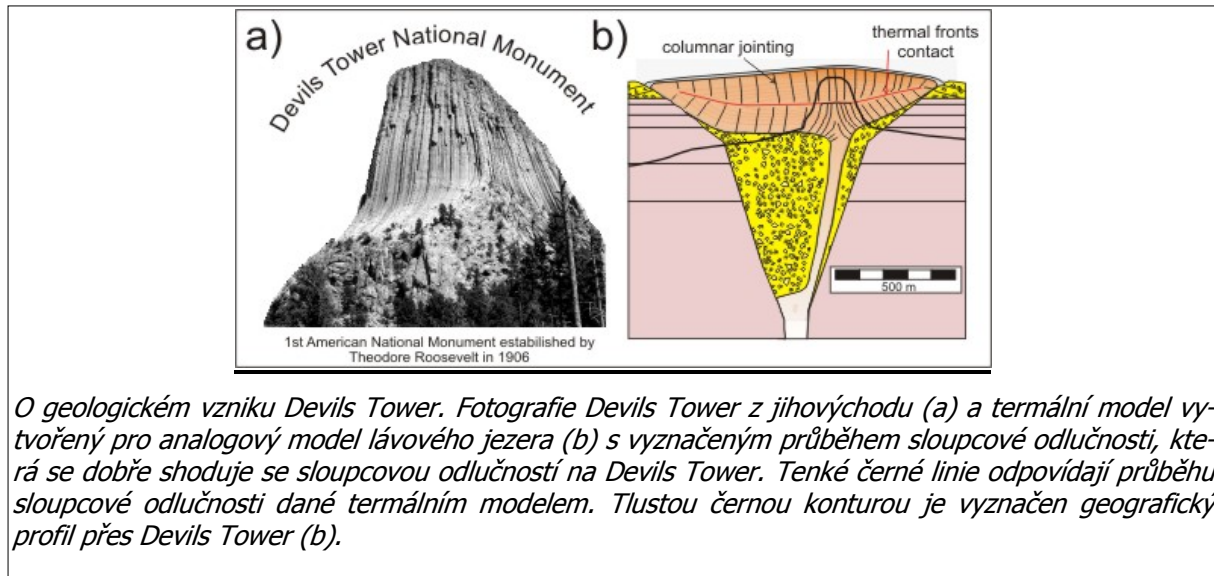 a)
Devils Tower National Monument
1st American National Monument estabilished by
Theodore Roosevelt in 1906
b)
columnar jointing
thermal fronts
contact
500 m
O geologickém vzniku Devils Tower. Fotografie Devils Tower z jihovýchodu (a) a termální model vy-
tvořený pro analogový model lávového jezera (b) s vyznačeným průběhem sloupcové odlučnosti, kte-
rá se dobře shoduje se sloupcovou odlučností na Devils Tower. Tenké černé linie odpovídají průběhu
sloupcové odlučnosti dané termálním modelem. Tlustou černou konturou je vyznačen geografický
profil přes Devils Tower (b).